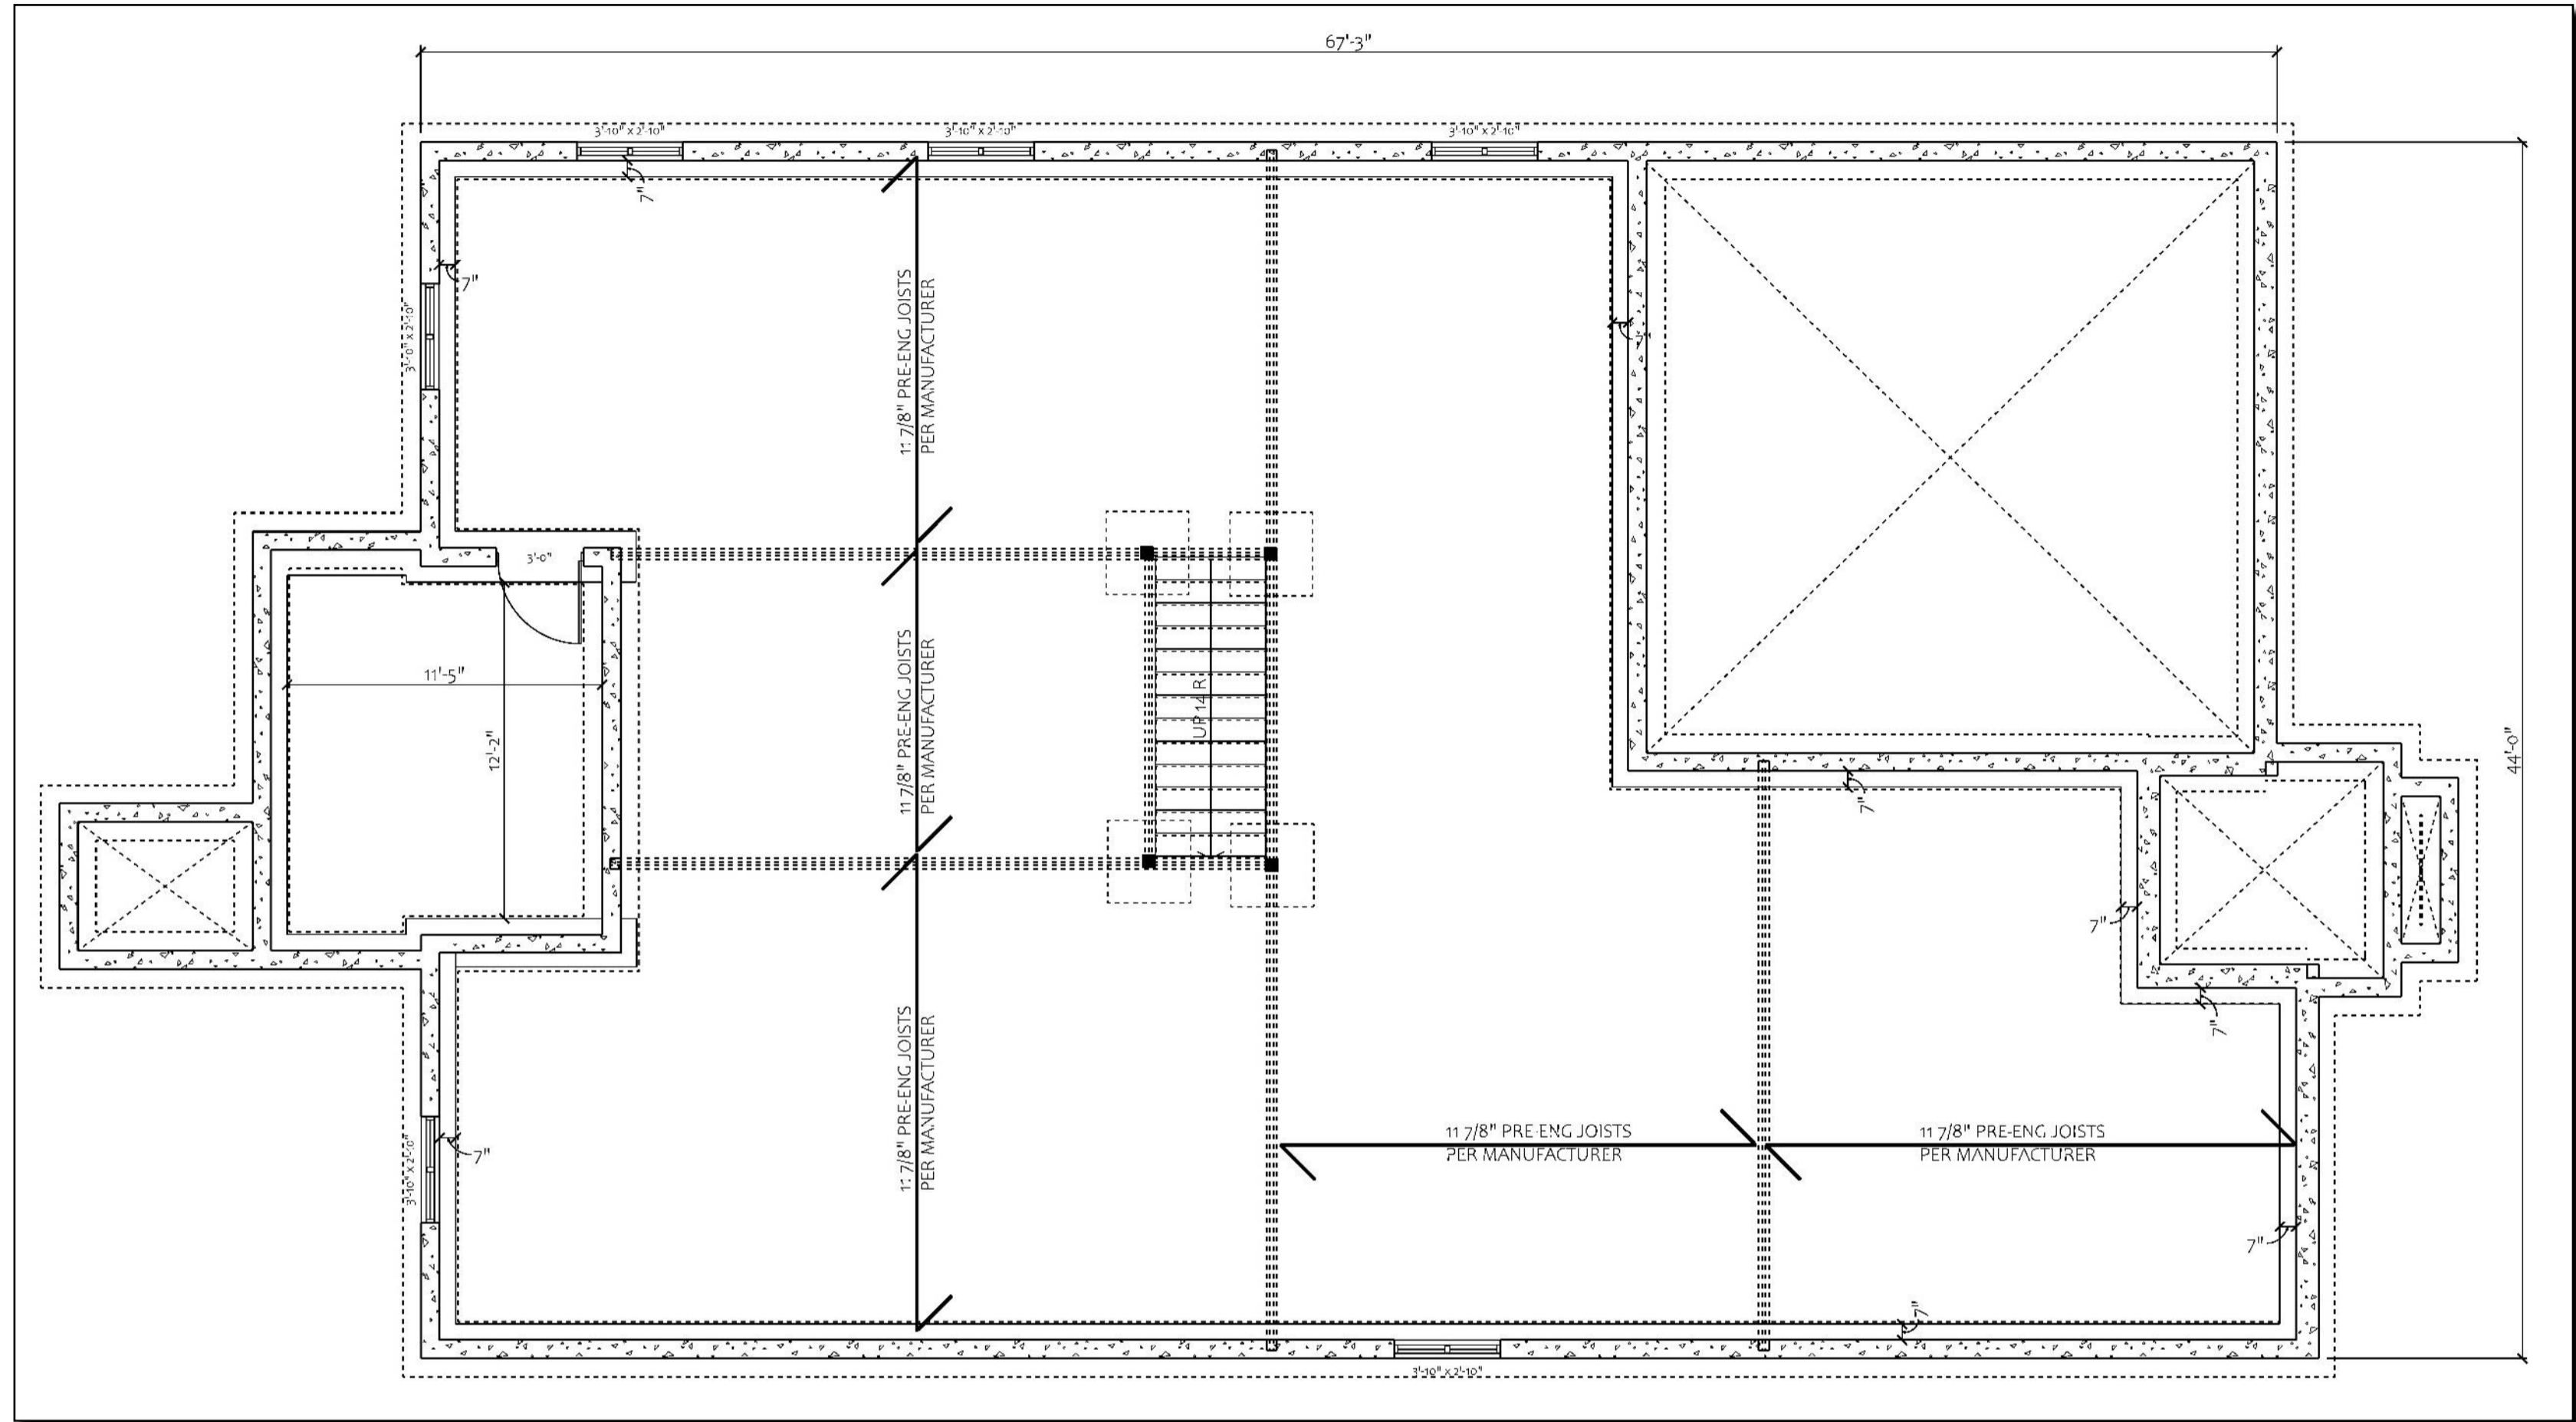 67'-3"
3'-10" x 2'-10"
3'-10" x 2'-10"
3'-10" x 2'-10"
7"
7"
3'-0" x 2'-10"
11 7/8" PRE-ENG JOISTS
PER MANUFACTURER
7"
3'-0"
11'-5"
12'-2"
11 7/8" PRE-ENG JOISTS
PER MANUFACTURER
UP 14 R
44'-0"
7"
7"
7"
11 7/8" PRE-ENG JOISTS
PER MANUFACTURER
11 7/8" PRE-ENG JOISTS
PER MANUFACTURER
11 7/8" PRE-ENG JOISTS
PER MANUFACTURER
3'-10" x 2'-10"
7"
7"
7"
3'-10" x 2'-10"